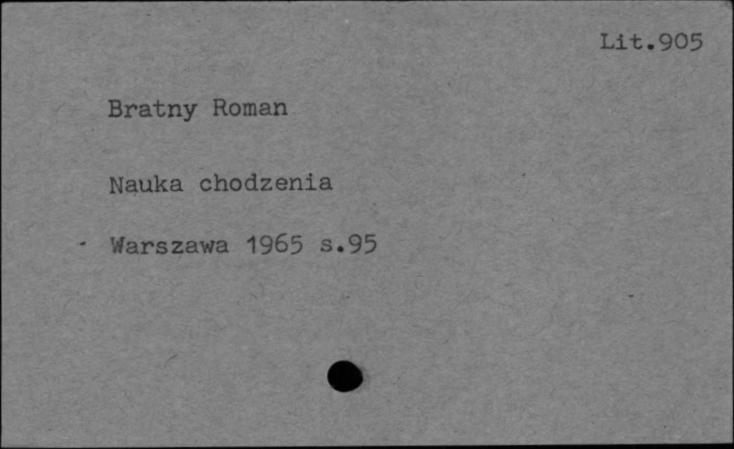 Lit.905
Bratny Roman
Nauka chodzenia
Warszawa 1965 s.95